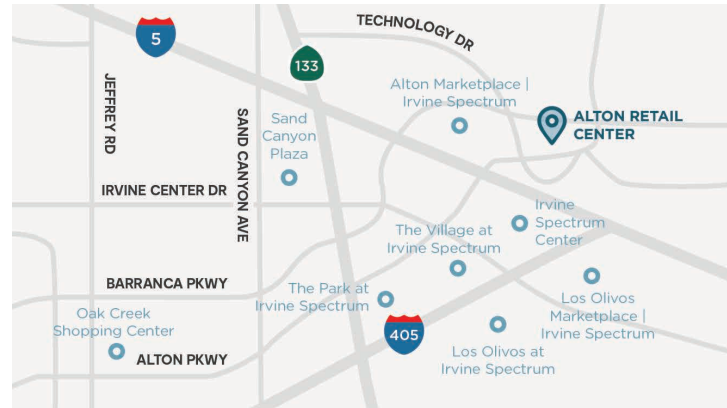 TECHNOLOGY DR
5
133
JEFFREY RD
SAND CANYON AVE
Alton Marketplace |
Irvine Spectrum
ALTON RETAIL
CENTER
Sand
Canyon
Plaza
IRVINE CENTER DR
Irvine
Spectrum
Center
The Village at
Irvine Spectrum
BARRANCA PKWY
The Park at
Irvine Spectrum
Los Olivos
Marketplace |
Irvine Spectrum
Oak Creek
Shopping Center
405
ALTON PKWY
Los Olivos at
Irvine Spectrum